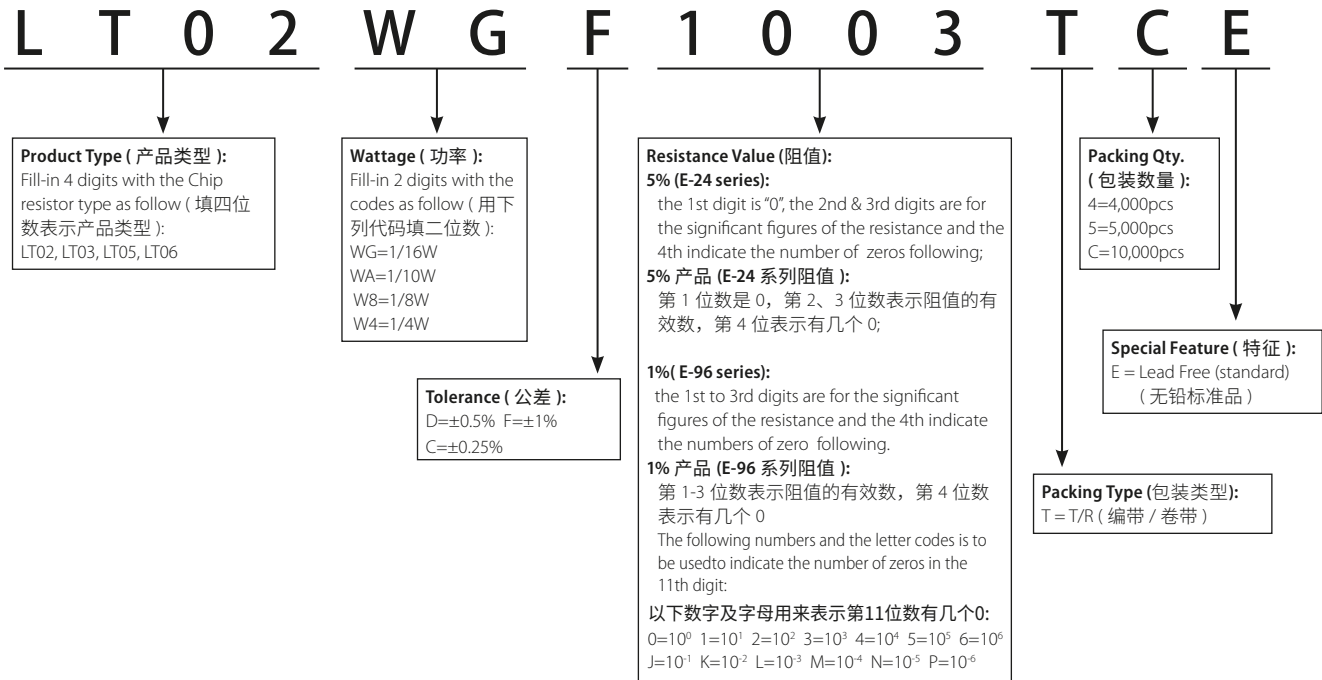 L T 0 2 W G F 1 0 0 3 T C E
Product Type ( 产品类型 ):
Fill-in 4 digits with the Chip
resistor type as follow ( 填四位
数表示产品类型 ):
LT02, LT03, LT05, LT06
Wattage ( 功率 ):
Fill-in 2 digits with the
codes as follow ( 用下
列代码填二位数 ):
WG=1/16W
WA=1/10W
W8=1/8W
W4=1/4W
Tolerance ( 公差 ):
D=±0.5% F=±1%
C=±0.25%
Resistance Value (阻值):
5% (E-24 series):
the 1st digit is "0", the 2nd & 3rd digits are for
the significant figures of the resistance and the
4th indicate the number of zeros following;
5% 产品 (E-24 系列阻值 ):
第 1 位数是 0，第 2、3 位数表示阻值的有
效数，第 4 位表示有几个 0;
1%( E-96 series):
the 1st to 3rd digits are for the significant
figures of the resistance and the 4th indicate
the numbers of zero following.
1% 产品 (E-96 系列阻值 ):
第 1-3 位数表示阻值的有效数，第 4 位数
表示有几个 0
The following numbers and the letter codes is to
be usedto indicate the number of zeros in the
11th digit:
以下数字及字母用来表示第11位数有几个0:
0=10⁰ 1=10¹ 2=10² 3=10³ 4=10⁴ 5=10⁵ 6=10⁶
J=10⁻¹ K=10⁻² L=10⁻³ M=10⁻⁴ N=10⁻⁵ P=10⁻⁶
Packing Qty.
( 包装数量 ):
4=4,000pcs
5=5,000pcs
C=10,000pcs
Special Feature ( 特征 ):
E = Lead Free (standard)
( 无铅标准品 )
Packing Type (包装类型):
T = T/R ( 编带 / 卷带 )